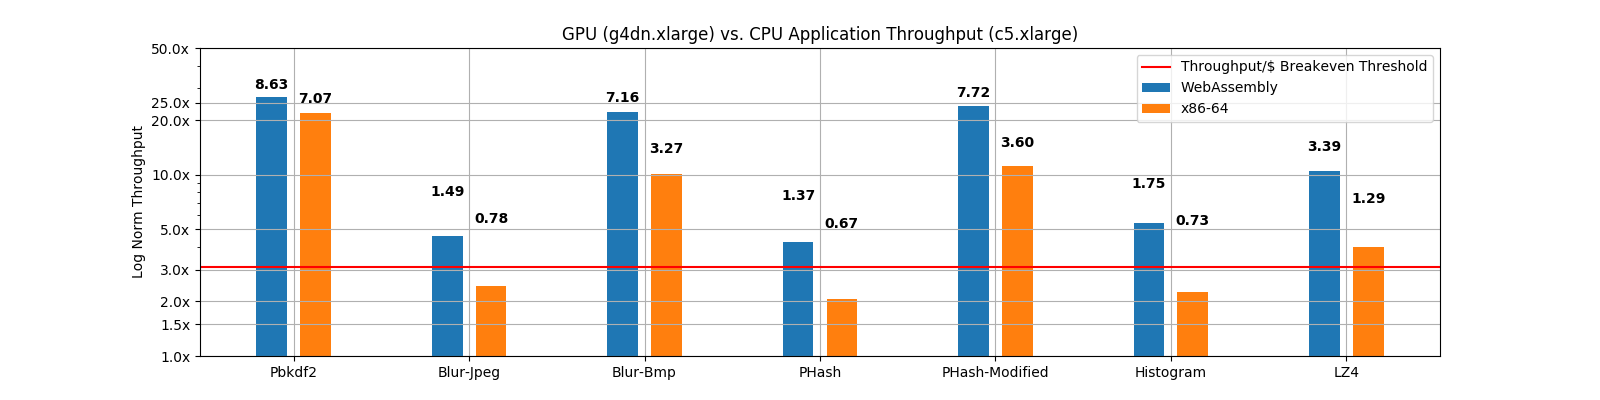 GPU (g4dn.xlarge) vs. CPU Application Throughput (c5.xlarge)
Log Norm Throughput
50.0x
25.0x
20.0x
10.0x
5.0x
3.0x
2.0x
1.5x
1.0x
Throughput/$ Breakeven Threshold
WebAssembly
x86-64
8.63
7.07
1.49
0.78
7.16
3.27
1.37
0.67
7.72
3.60
1.75
0.73
3.39
1.29
Pbkdf2
Blur-Jpeg
Blur-Bmp
PHash
PHash-Modified
Histogram
LZ4